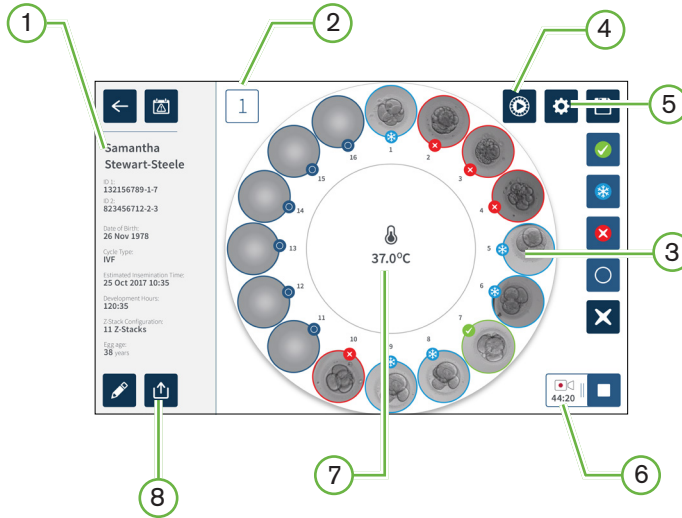 1
2
4
5
1
Samantha
Stewart-Steele
ID 1:
132156789-1-7
ID 2:
823456712-2-3
Date of Birth:
26 Nov 1978
Cycle Type:
IVF
Estimated Insemination Time:
25 Oct 2017 10:35
Development Hours:
120:35
Z-Stack Configuration:
11 Z-Stacks
Egg age:
38 years
16
1
2
15
3
14
4
13
5
3
37.0°C
12
6
11
7
10
9
8
44:20
8
7
6